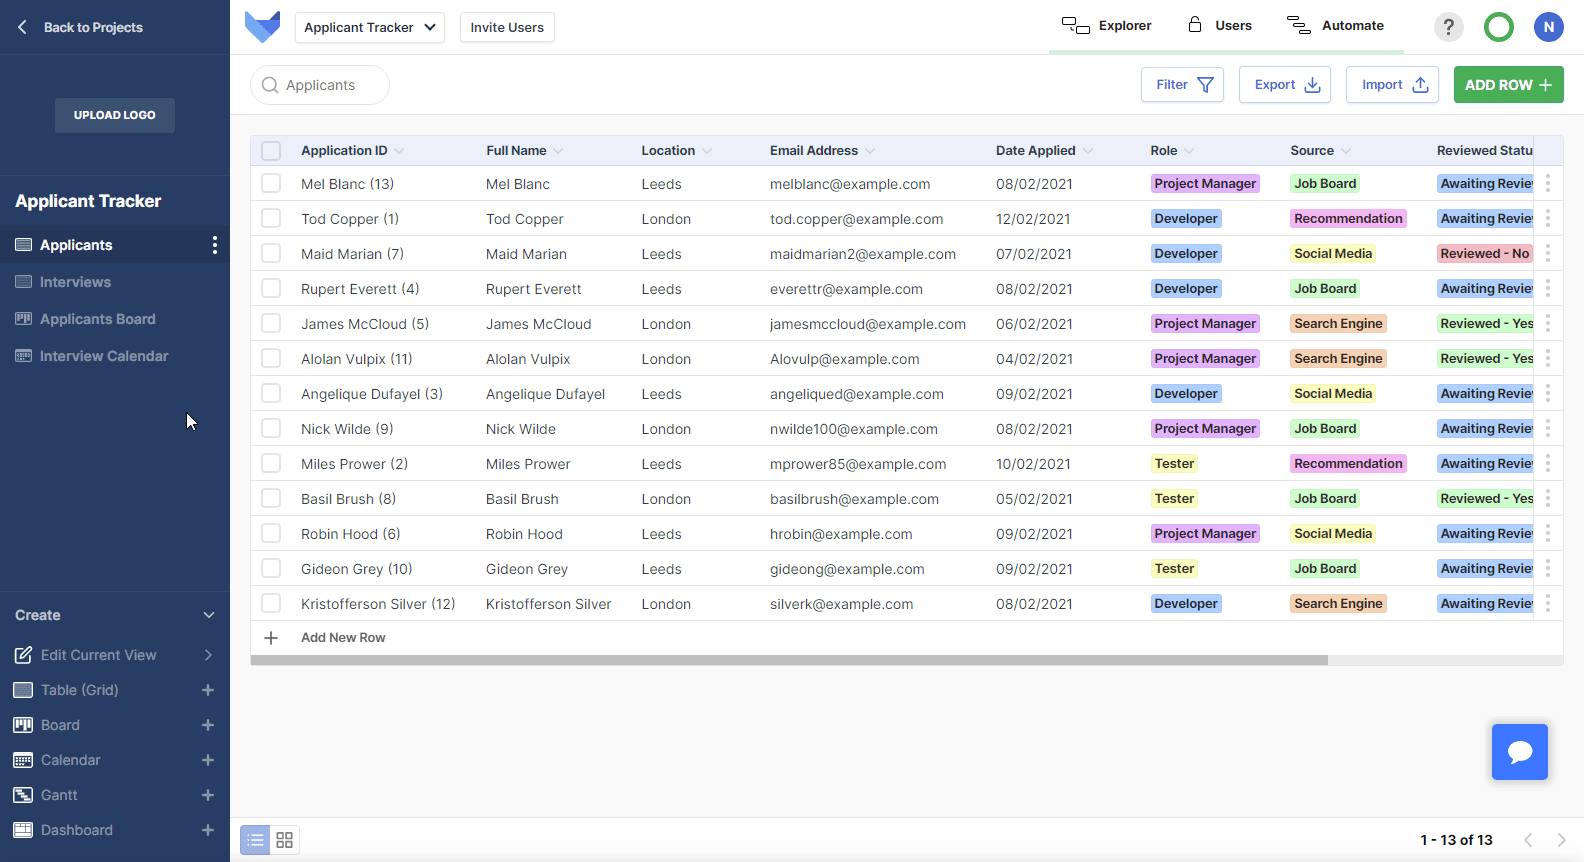 Back to Projects
Applicant Tracker
Invite Users
Explorer
Users
Automate
?
N
UPLOAD LOGO
Applicants
Filter
Export
Import
ADD ROW
Applicant Tracker
Applicants
Interviews
Applicants Board
Interview Calendar
Application ID Full Name Location Email Address Date Applied Role Source Reviewed Statu
Mel Blanc (13) Mel Blanc Leeds melblanc@example.com 08/02/2021 Project Manager Job Board Awaiting Revie
Tod Copper (1) Tod Copper London tod.copper@example.com 12/02/2021 Developer Recommendation Awaiting Revie
Maid Marian (7) Maid Marian Leeds maidmarian2@example.com 07/02/2021 Developer Social Media Reviewed - No
Rupert Everett (4) Rupert Everett Leeds everettr@example.com 08/02/2021 Developer Job Board Awaiting Revie
James McCloud (5) James McCloud London jamesmccloud@example.com 06/02/2021 Project Manager Search Engine Reviewed - Yes
Alolan Vulpix (11) Alolan Vulpix London Alovulp@example.com 04/02/2021 Project Manager Search Engine Reviewed - Yes
Angelique Dufayel (3) Angelique Dufayel Leeds angeliqued@example.com 09/02/2021 Developer Social Media Awaiting Revie
Nick Wilde (9) Nick Wilde London nwilde100@example.com 08/02/2021 Project Manager Job Board Awaiting Revie
Miles Prower (2) Miles Prower Leeds mprower85@example.com 10/02/2021 Tester Recommendation Awaiting Revie
Basil Brush (8) Basil Brush London basilbrush@example.com 05/02/2021 Tester Job Board Reviewed - Yes
Robin Hood (6) Robin Hood Leeds hrobin@example.com 09/02/2021 Project Manager Social Media Awaiting Revie
Gideon Grey (10) Gideon Grey Leeds gideong@example.com 09/02/2021 Tester Job Board Awaiting Revie
Kristofferson Silver (12) Kristofferson Silver London silverk@example.com 08/02/2021 Developer Search Engine Awaiting Revie
Add New Row
Create
Edit Current View
Table (Grid)
Board
Calendar
Gantt
Dashboard
1 - 13 of 13